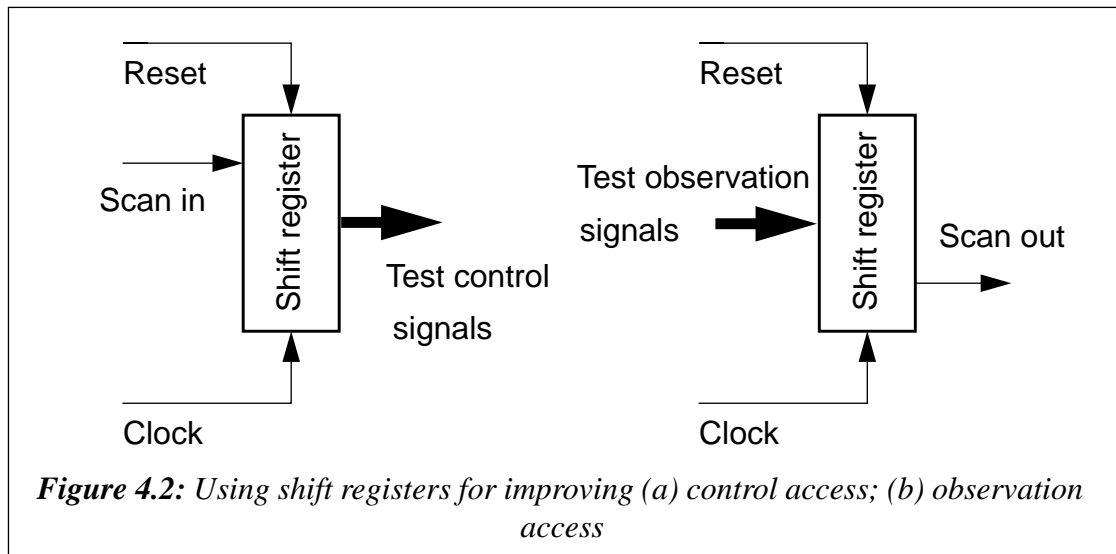 Reset
Scan in
Shift register
Test control
signals
Clock
Reset
Test observation
signals
Shift register
Scan out
Clock
Figure 4.2: Using shift registers for improving (a) control access; (b) observation
access